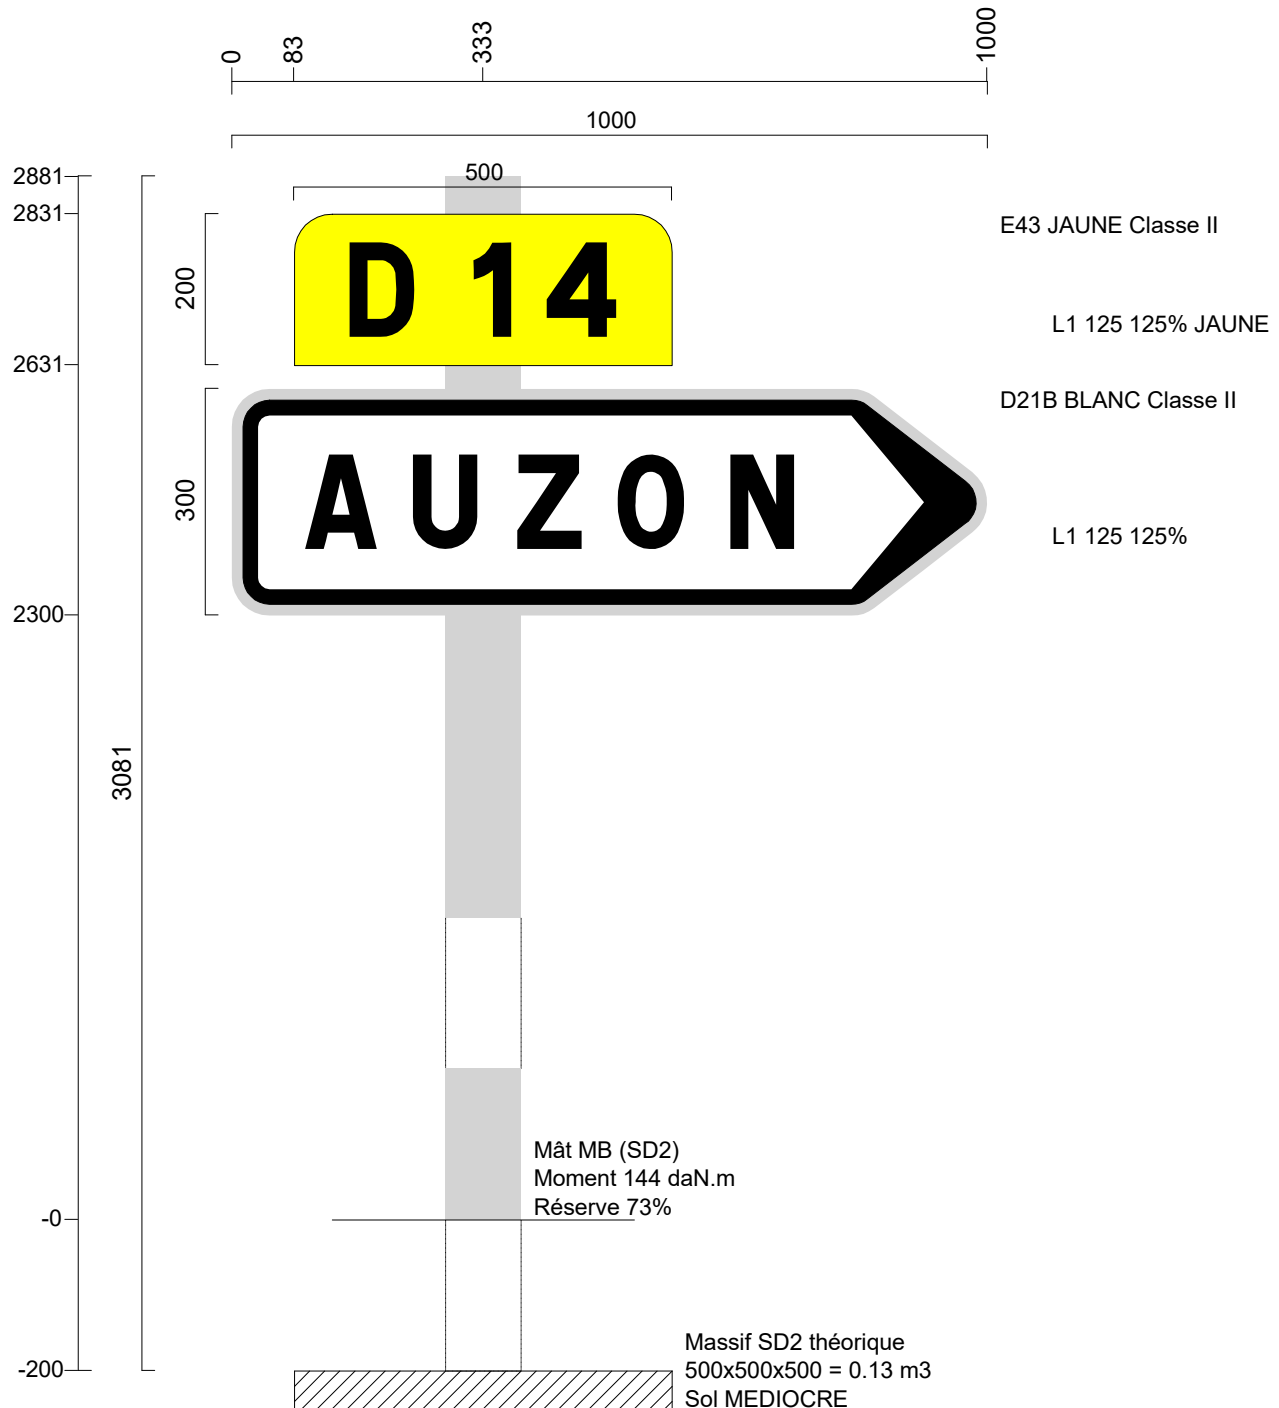 0
83
333
1000
1000
500
2881
2831
200
2631
D 14
E43 JAUNE Classe II
L1 125 125% JAUNE
D21B BLANC Classe II
300
AUZON
L1 125 125%
2300
3081
Mât MB (SD2)
Moment 144 daN.m
Réserve 73%
-0
-200
Massif SD2 théorique
500x500x500 = 0.13 m3
Sol MEDIOCRE